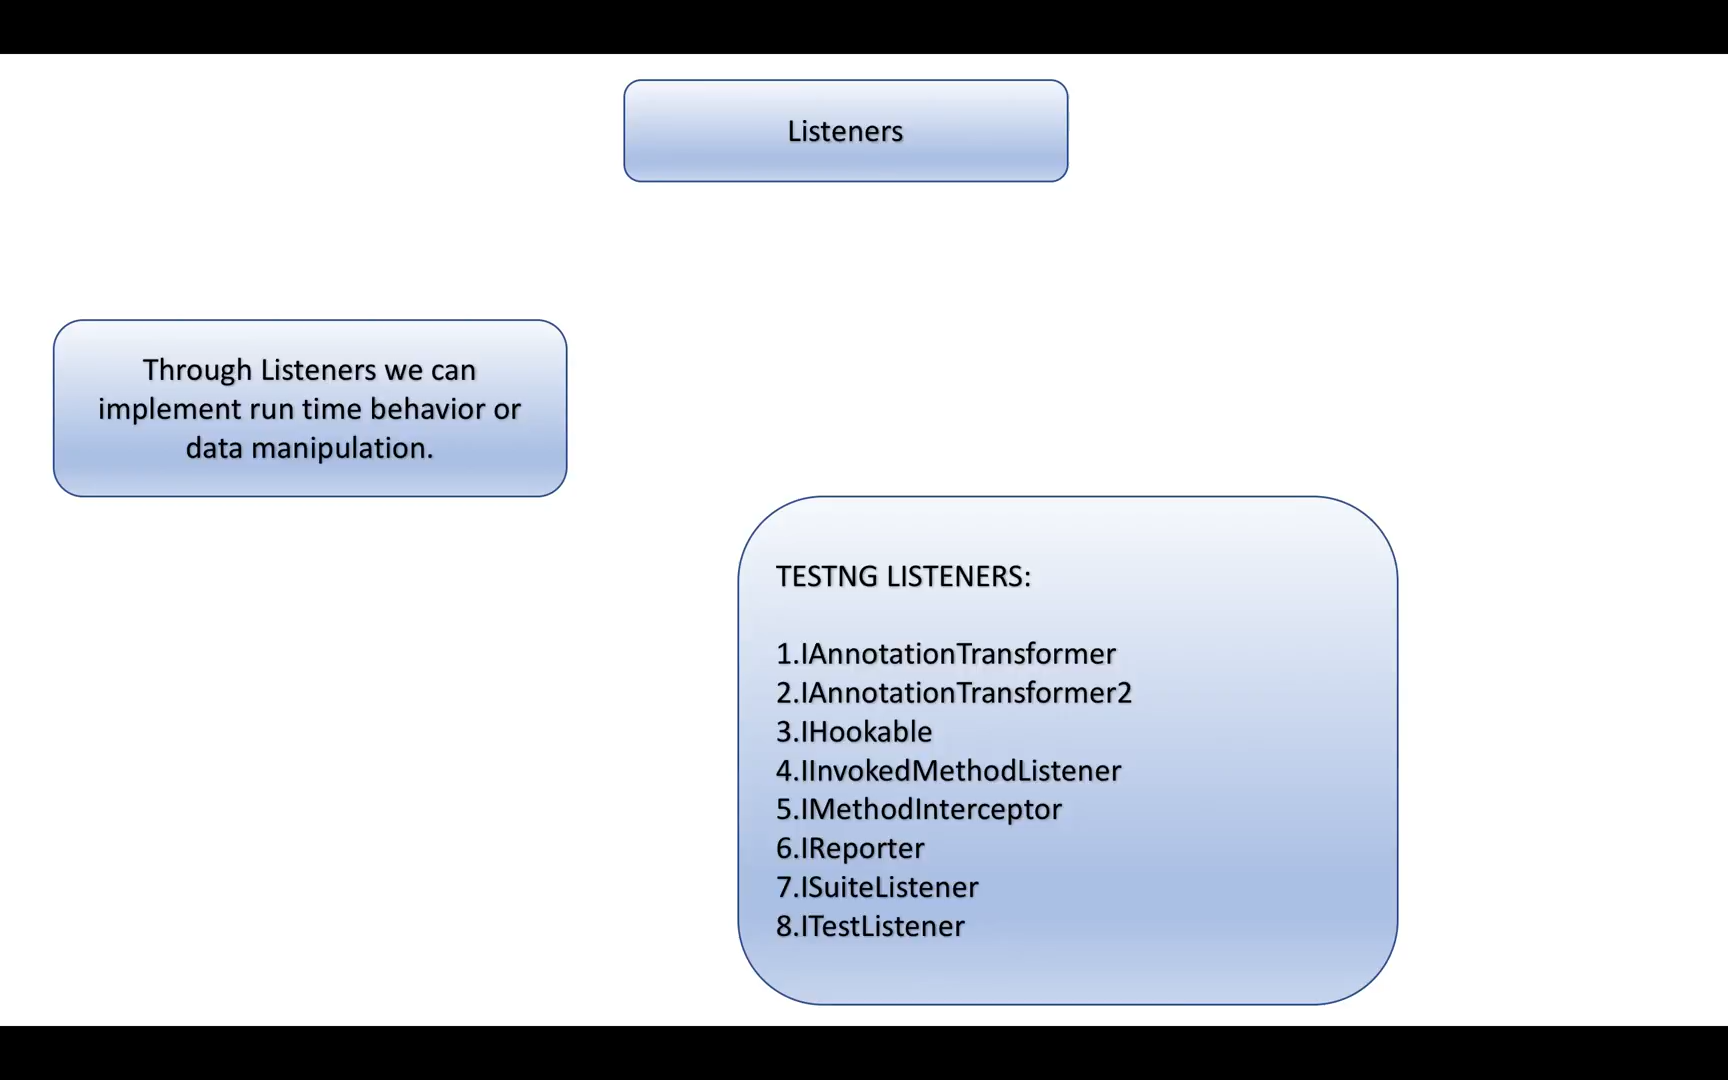 Listeners
Through Listeners we can
implement run time behavior or
data manipulation.
TESTNG LISTENERS:
1.IAnnotationTransformer
2.IAnnotationTransformer2
3.IHookable
4.IInvokedMethodListener
5.IMethodInterceptor
6.IReporter
7.ISuiteListener
8.ITestListener